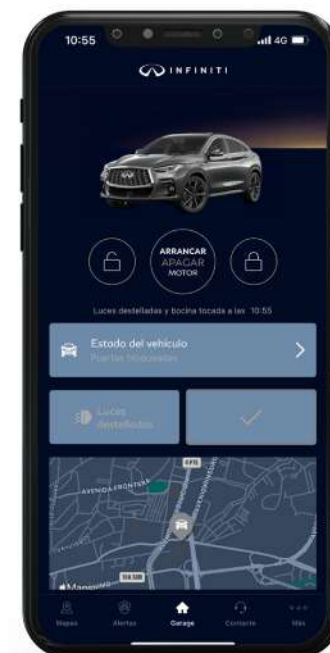 10:55
4G
INFINITI
ARRANCAR
APAGAR
MOTOR
Luces destelladas y bocina tocada a las 10:55
Estado del vehículo
Puertas bloqueadas
Luces
destelladas
AVENIDA FRONTERA
Mapas
Alertas
Garage
Contacto
Más